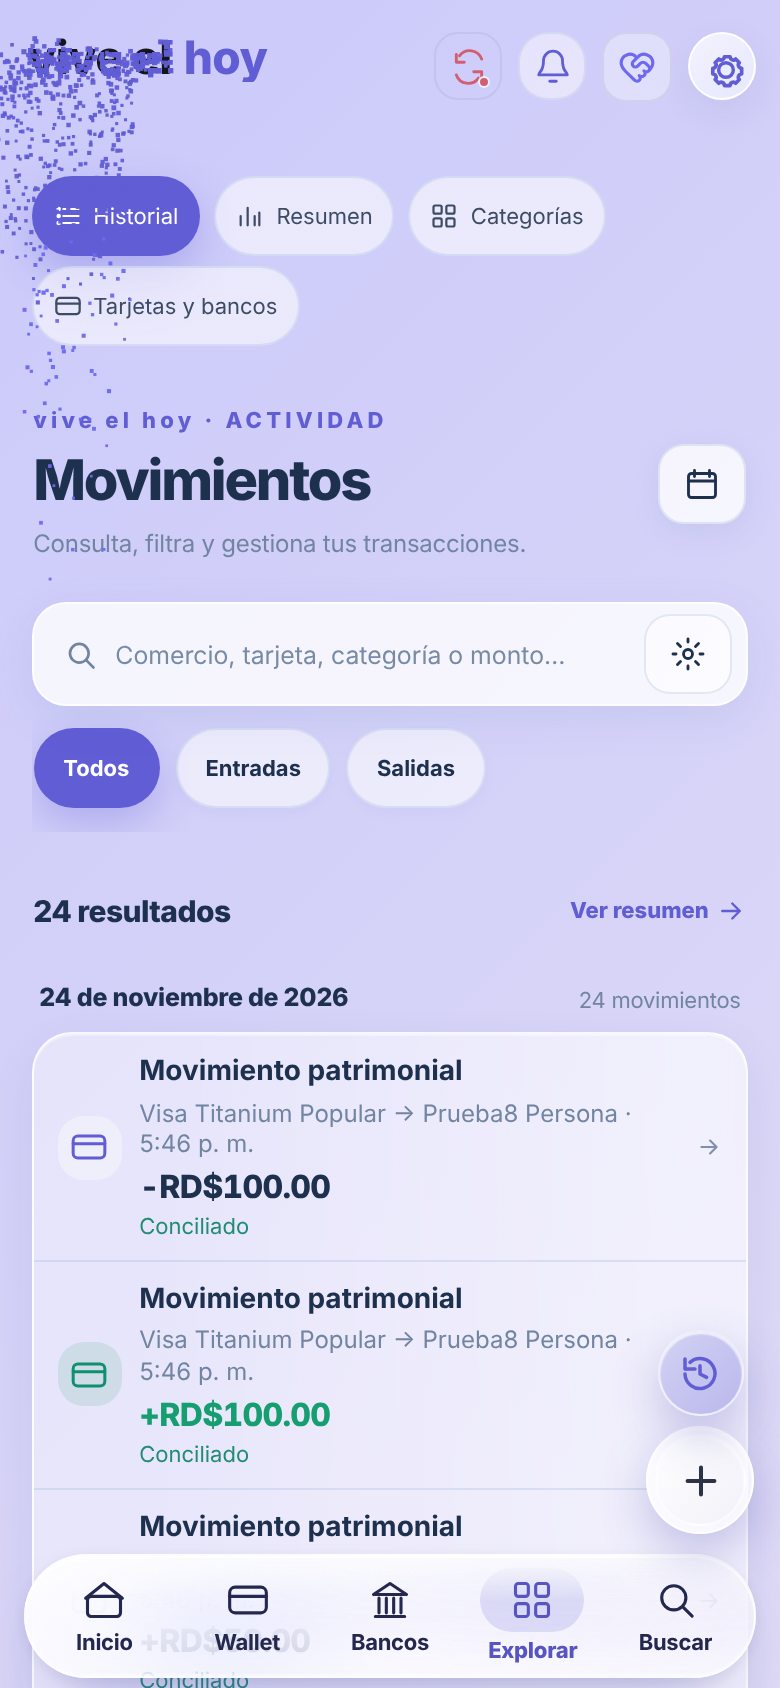 vive el hoy
Historial
Resumen
Categorías
Tarjetas y bancos
vive el hoy · ACTIVIDAD
Movimientos
Consulta, filtra y gestiona tus transacciones.
Comercio, tarjeta, categoría o monto...
Todos
Entradas
Salidas
24 resultados
Ver resumen →
24 de noviembre de 2026
24 movimientos
Movimiento patrimonial
Visa Titanium Popular → Prueba8 Persona ·
5:46 p. m.
-RD$100.00
Conciliado
Movimiento patrimonial
Visa Titanium Popular → Prueba8 Persona ·
5:46 p. m.
+RD$100.00
Conciliado
Movimiento patrimonial
Inicio
Wallet
Bancos
Explorar
Buscar
Conciliado